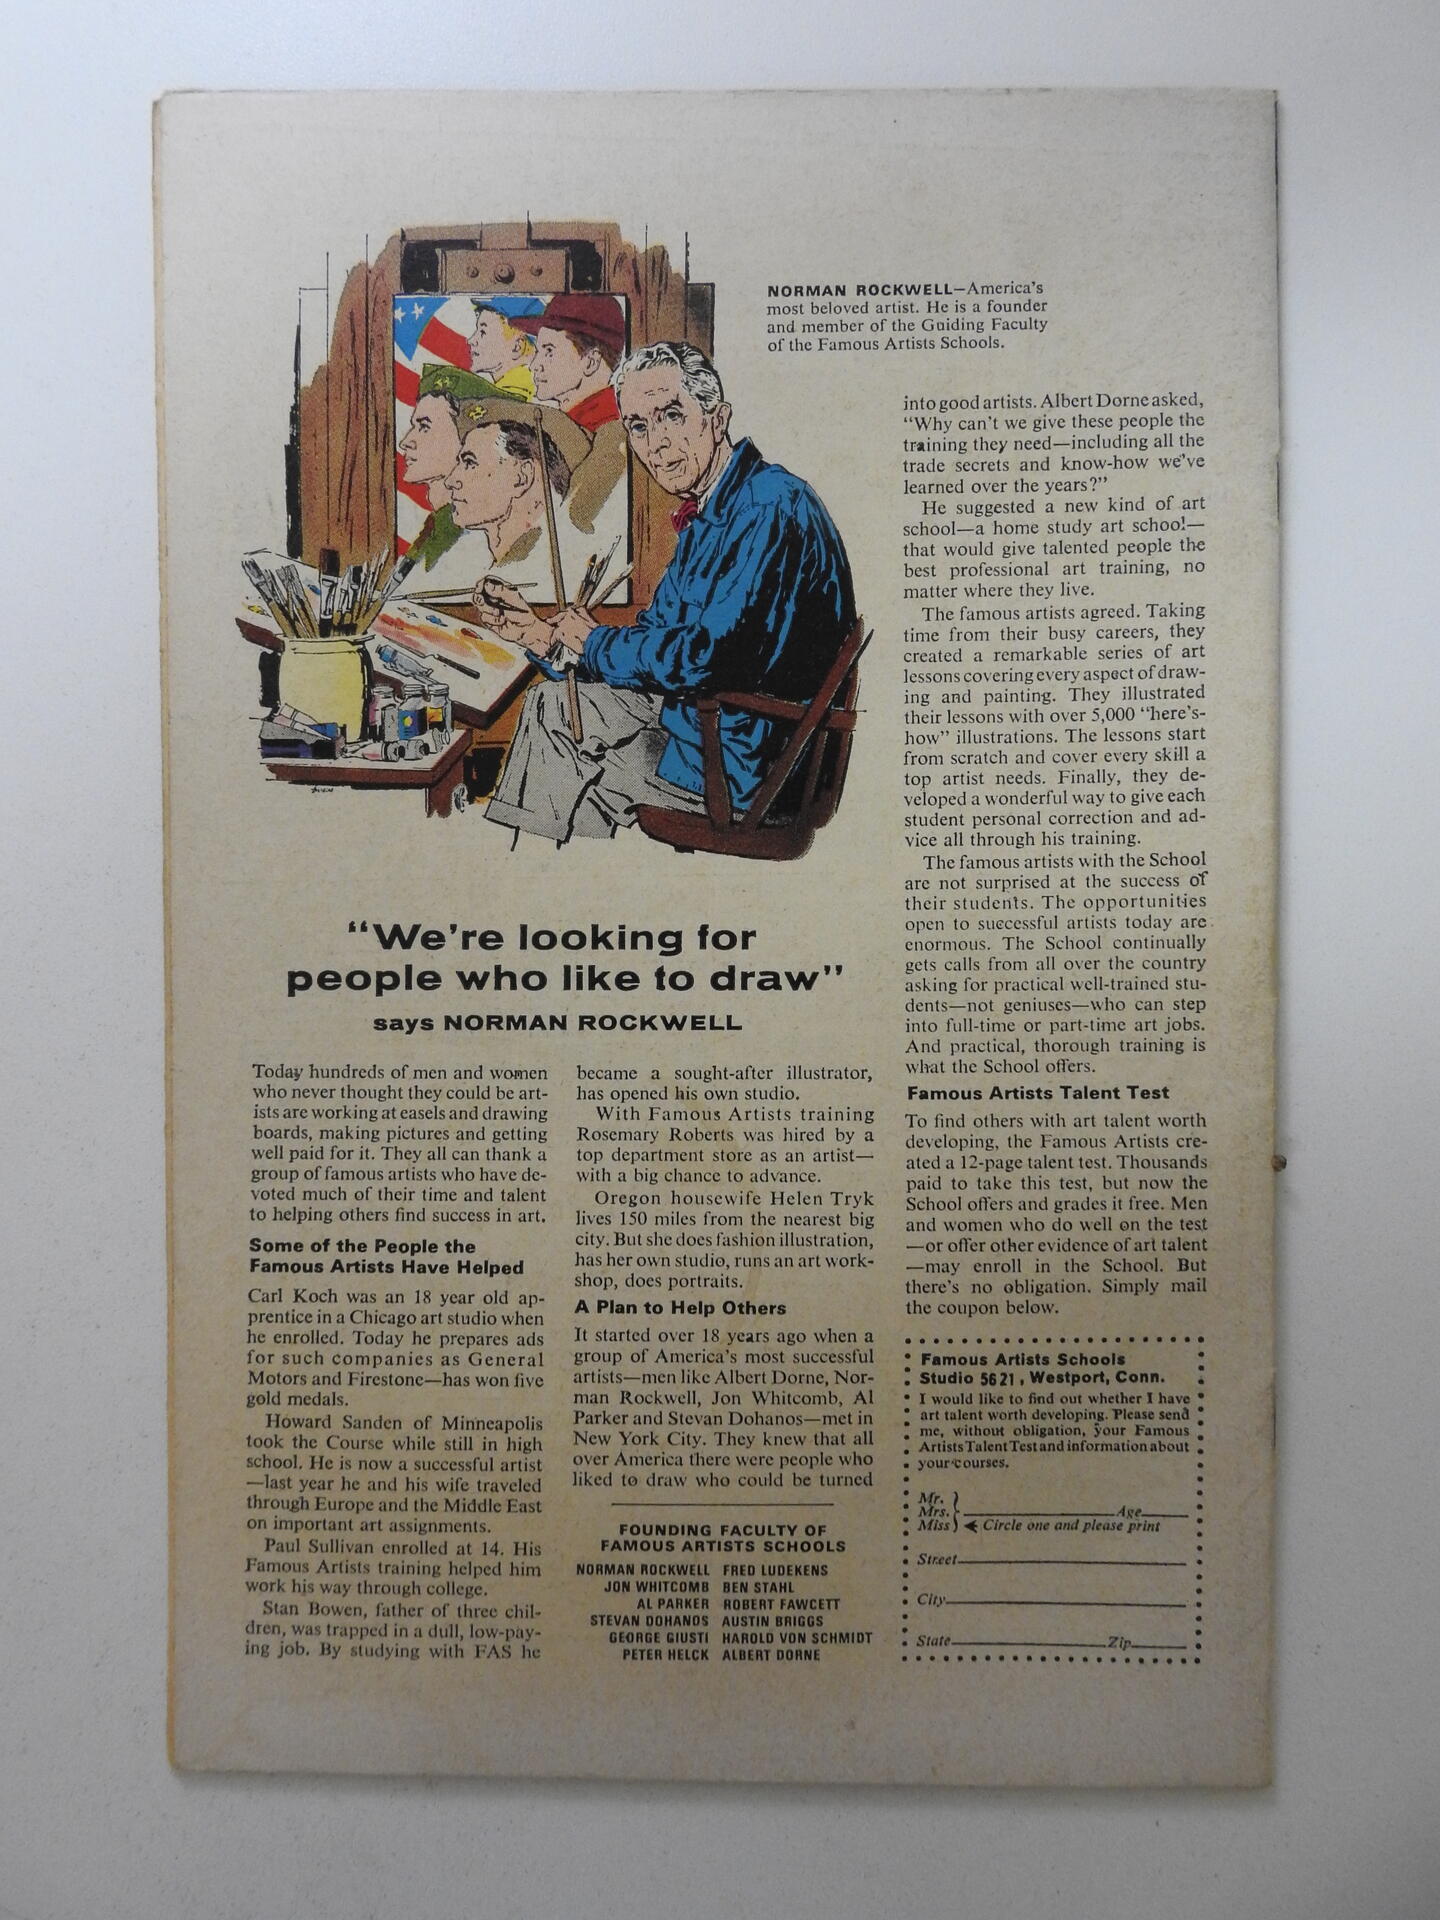 NORMAN ROCKWELL—America's
most beloved artist. He is a founder
and member of the Guiding Faculty
of the Famous Artists Schools.
"We're looking for
people who like to draw"
says NORMAN ROCKWELL
Today hundreds of men and women
who never thought they could be art-
ists are working at easels and drawing
boards, making pictures and getting
well paid for it. They all can thank a
group of famous artists who have de-
voted much of their time and talent
to helping others find success in art.
Some of the People the
Famous Artists Have Helped
Carl Koch was an 18 year old ap-
prentice in a Chicago art studio when
he enrolled. Today he prepares ads
for such companies as General
Motors and Firestone—has won five
gold medals.
Howard Sanden of Minneapolis
took the Course while still in high
school. He is now a successful artist
—last year he and his wife traveled
through Europe and the Middle East
on important art assignments.
Paul Sullivan enrolled at 14. His
Famous Artists training helped him
work his way through college.
Stan Bowen, father of three chil-
dren, was trapped in a dull, low-pay-
ing job. By studying with FAS he
became a sought-after illustrator,
has opened his own studio.
With Famous Artists training
Rosemary Roberts was hired by a
top department store as an artist—
with a big chance to advance.
Oregon housewife Helen Tryk
lives 150 miles from the nearest big
city. But she does fashion illustration,
has her own studio, runs an art work-
shop, does portraits.
A Plan to Help Others
It started over 18 years ago when a
group of America's most successful
artists—men like Albert Dorne, Nor-
man Rockwell, Jon Whitcomb, Al
Parker and Stevan Dohanos—met in
New York City. They knew that all
over America there were people who
liked to draw who could be turned
FOUNDING FACULTY OF
FAMOUS ARTISTS SCHOOLS
NORMAN ROCKWELL FRED LUDEKENS
JON WHITCOMB BEN STAHL
AL PARKER ROBERT FAWCETT
STEVAN DOHANOS AUSTIN BRIGGS
GEORGE GIUSTI HAROLD VON SCHMIDT
PETER HELCK ALBERT DORNE
into good artists. Albert Dorne asked,
"Why can't we give these people the
training they need—including all the
trade secrets and know-how we've
learned over the years?"
He suggested a new kind of art
school—a home study art school—
that would give talented people the
best professional art training, no
matter where they live.
The famous artists agreed. Taking
time from their busy careers, they
created a remarkable series of art
lessons covering every aspect of draw-
ing and painting. They illustrated
their lessons with over 5,000 "here's-
how" illustrations. The lessons start
from scratch and cover every skill a
top artist needs. Finally, they de-
veloped a wonderful way to give each
student personal correction and ad-
vice all through his training.
The famous artists with the School
are not surprised at the success of
their students. The opportunities
open to successful artists today are
enormous. The School continually
gets calls from all over the country
asking for practical well-trained stu-
dents—not geniuses—who can step
into full-time or part-time art jobs.
And practical, thorough training is
what the School offers.
Famous Artists Talent Test
To find others with art talent worth
developing, the Famous Artists cre-
ated a 12-page talent test. Thousands
paid to take this test, but now the
School offers and grades it free. Men
and women who do well on the test
—or offer other evidence of art talent
—may enroll in the School. But
there's no obligation. Simply mail
the coupon below.
Famous Artists Schools
Studio 5621, Westport, Conn.
I would like to find out whether I have
art talent worth developing. Please send
me, without obligation, your Famous
Artists Talent Test and information about
your courses.
Mr.
Mrs. Age
Miss Circle one and please print
Street
City
State Zip